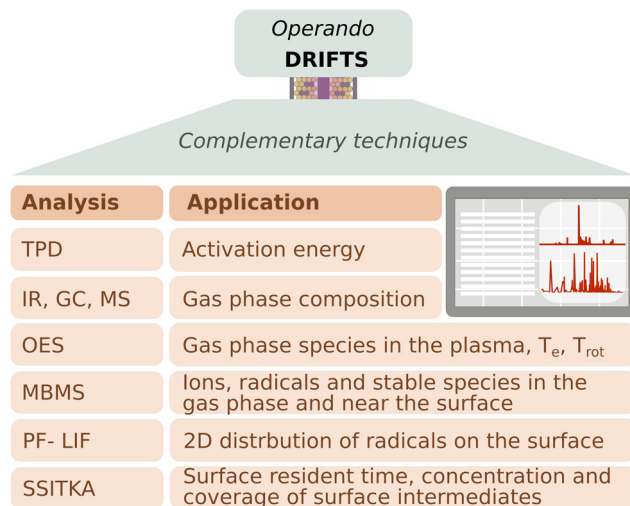 Operando
DRIFTS
Complementary techniques
Analysis
Application
TPD
Activation energy
IR, GC, MS
Gas phase composition
OES
Gas phase species in the plasma, Te, Trot
MBMS
Ions, radicals and stable species in the
gas phase and near the surface
PF- LIF
2D distrbution of radicals on the surface
SSITKA
Surface resident time, concentration and
coverage of surface intermediates